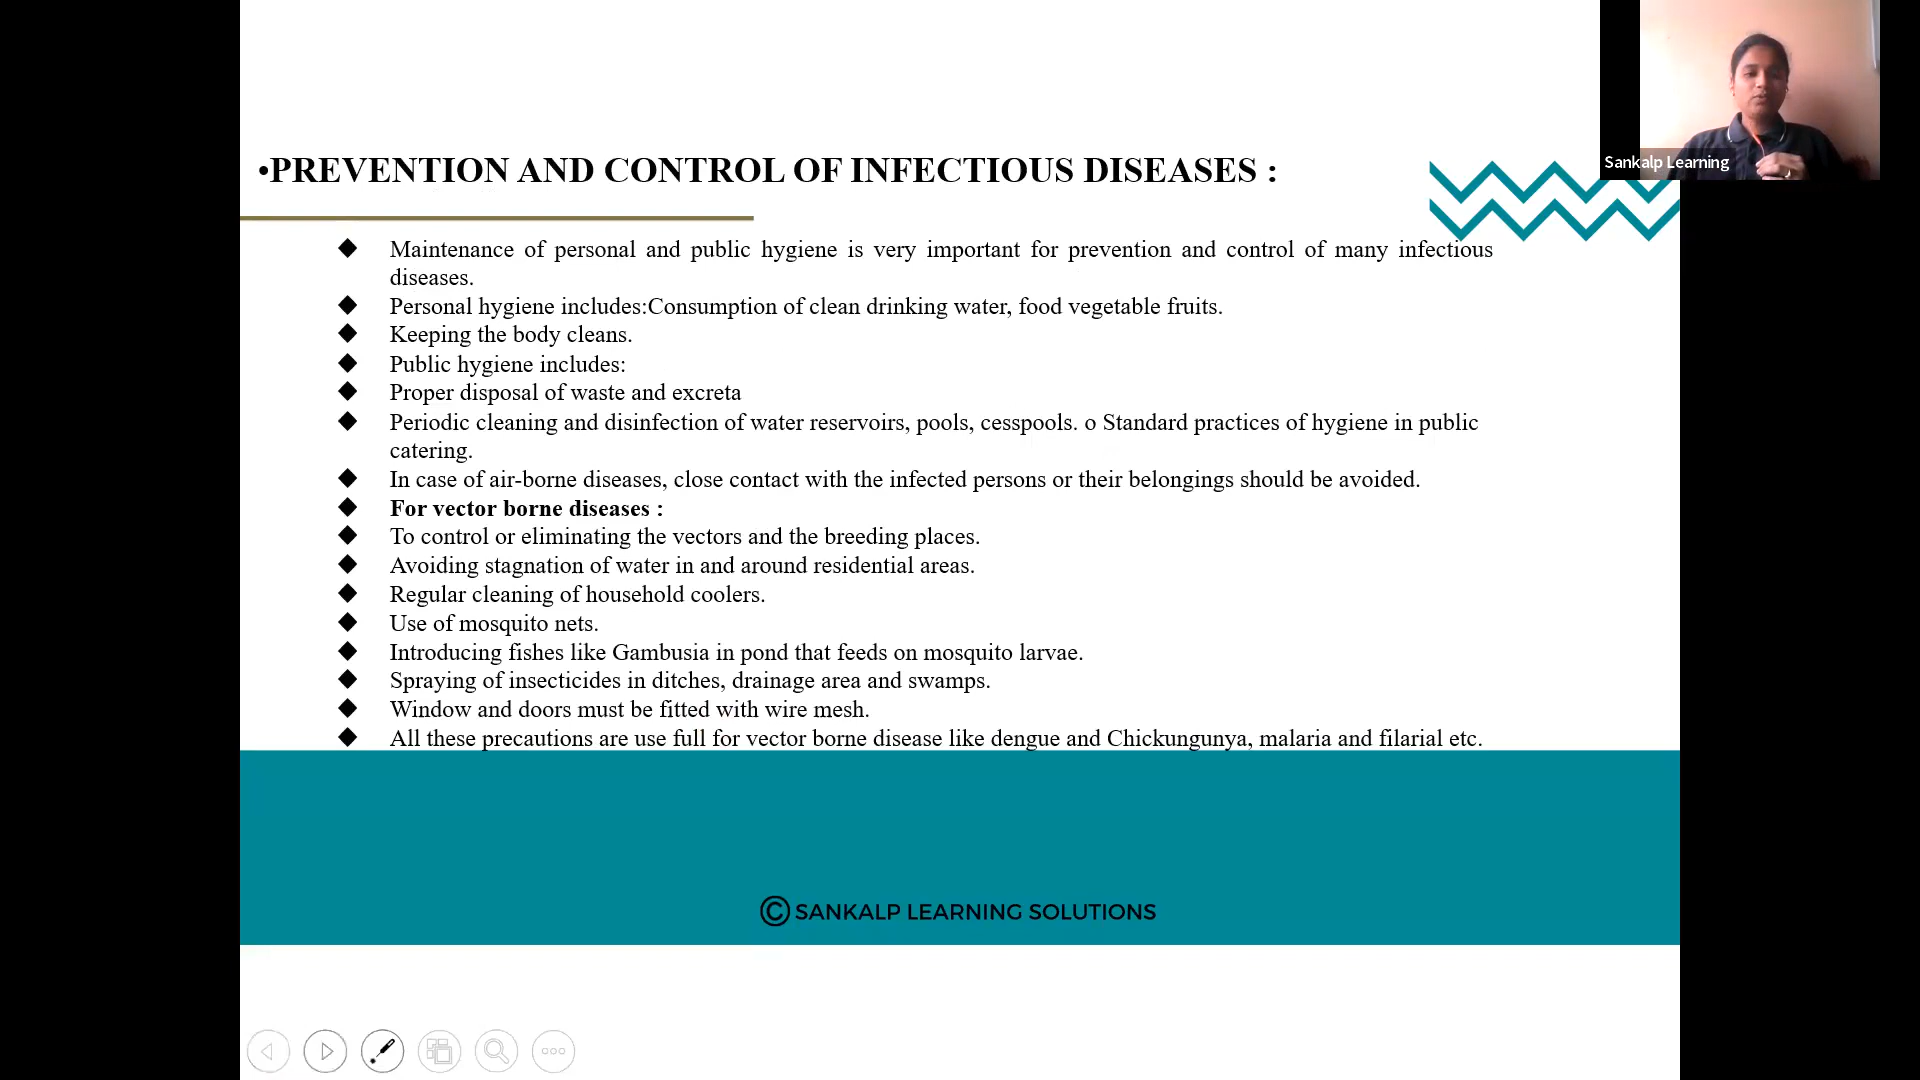 •PREVENTION AND CONTROL OF INFECTIOUS DISEASES :
Sankalp Learning
Maintenance of personal and public hygiene is very important for prevention and control of many infectious
diseases.
Personal hygiene includes:Consumption of clean drinking water, food vegetable fruits.
Keeping the body cleans.
Public hygiene includes:
Proper disposal of waste and excreta
Periodic cleaning and disinfection of water reservoirs, pools, cesspools. o Standard practices of hygiene in public
catering.
In case of air-borne diseases, close contact with the infected persons or their belongings should be avoided.
For vector borne diseases :
To control or eliminating the vectors and the breeding places.
Avoiding stagnation of water in and around residential areas.
Regular cleaning of household coolers.
Use of mosquito nets.
Introducing fishes like Gambusia in pond that feeds on mosquito larvae.
Spraying of insecticides in ditches, drainage area and swamps.
Window and doors must be fitted with wire mesh.
All these precautions are use full for vector borne disease like dengue and Chickungunya, malaria and filarial etc.
© SANKALP LEARNING SOLUTIONS